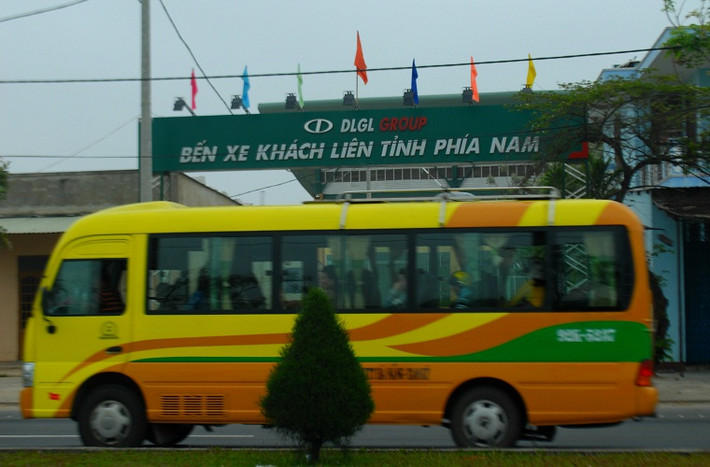 DLGL GROUP
BẾN XE KHÁCH LIÊN TỈNH PHÍA NAM